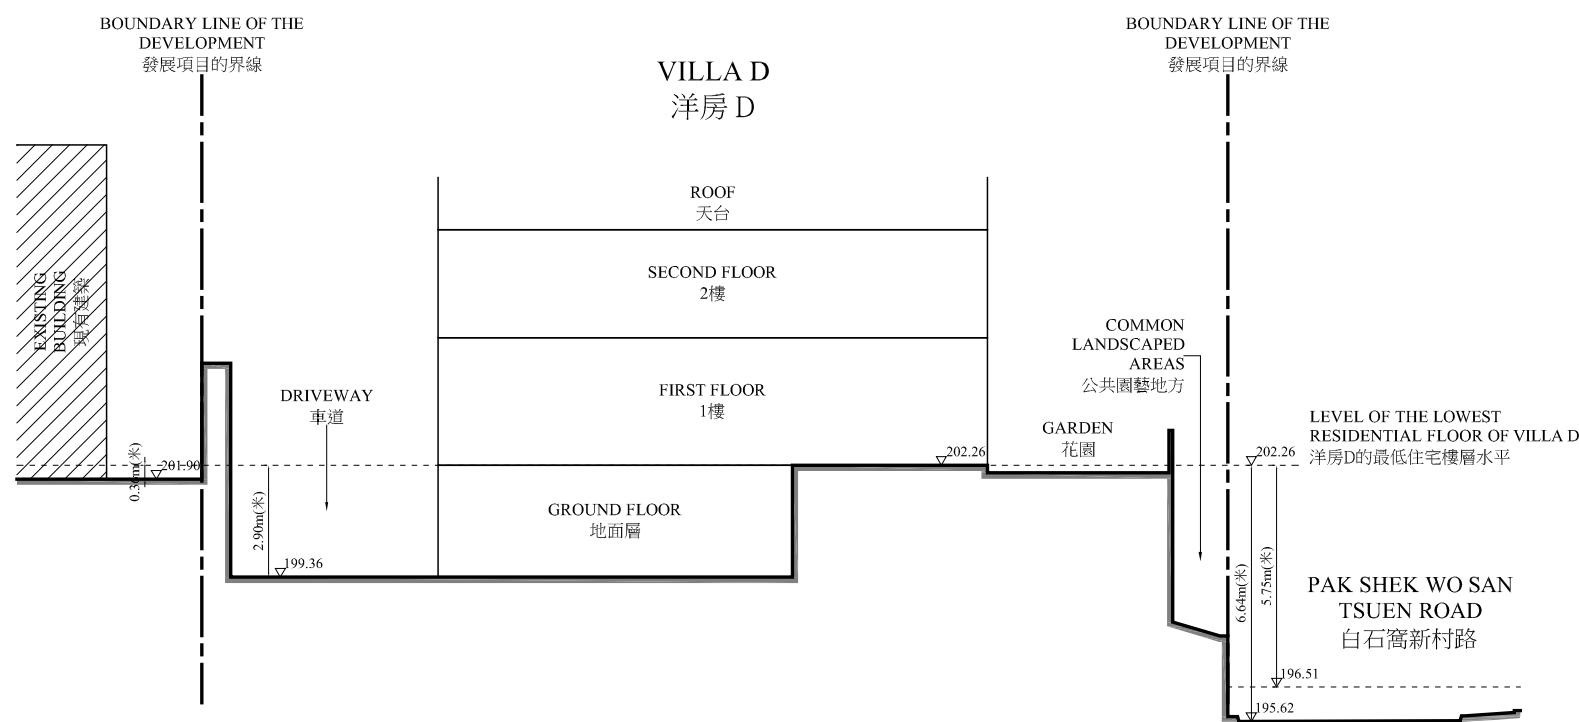 BOUNDARY LINE OF THE
DEVELOPMENT
發展項目的界線
BOUNDARY LINE OF THE
DEVELOPMENT
發展項目的界線
VILLA D
洋房 D
ROOF
天台
SECOND FLOOR
2樓
EXISTING
BUILDING
現有建築
COMMON
LANDSCAPED
AREAS
公共園藝地方
DRIVEWAY
車道
FIRST FLOOR
1樓
GARDEN
花園
LEVEL OF THE LOWEST
RESIDENTIAL FLOOR OF VILLA D
洋房D的最低住宅樓層水平
0.36m(米)
201.90
202.26
202.26
2.90m(米)
GROUND FLOOR
地面層
199.36
6.64m(米)
5.75m(米)
PAK SHEK WO SAN
TSUEN ROAD
白石窩新村路
196.51
195.62